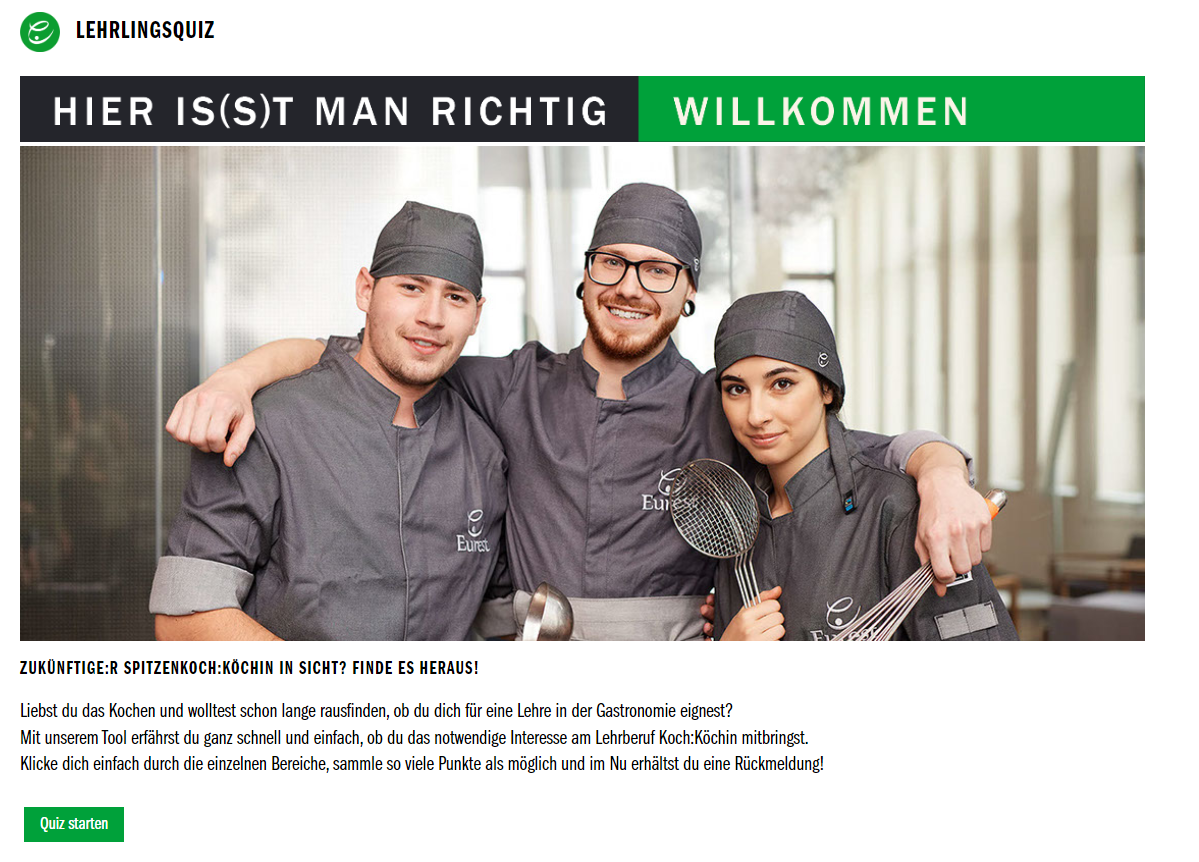 LEHRLINGSQUIZ
HIER IS(S)T MAN RICHTIG WILLKOMMEN
Eurest
Eurest
Eurest
ZUKÜNFTIGE:R SPITZENKOCH:KÖCHIN IN SICHT? FINDE ES HERAUS!
Liebst du das Kochen und wolltest schon lange rausfinden, ob du dich für eine Lehre in der Gastronomie eignest?
Mit unserem Tool erfährst du ganz schnell und einfach, ob du das notwendige Interesse am Lehrberuf Koch:Köchin mitbringst.
Klicke dich einfach durch die einzelnen Bereiche, sammle so viele Punkte als möglich und im Nu erhältst du eine Rückmeldung!
Quiz starten